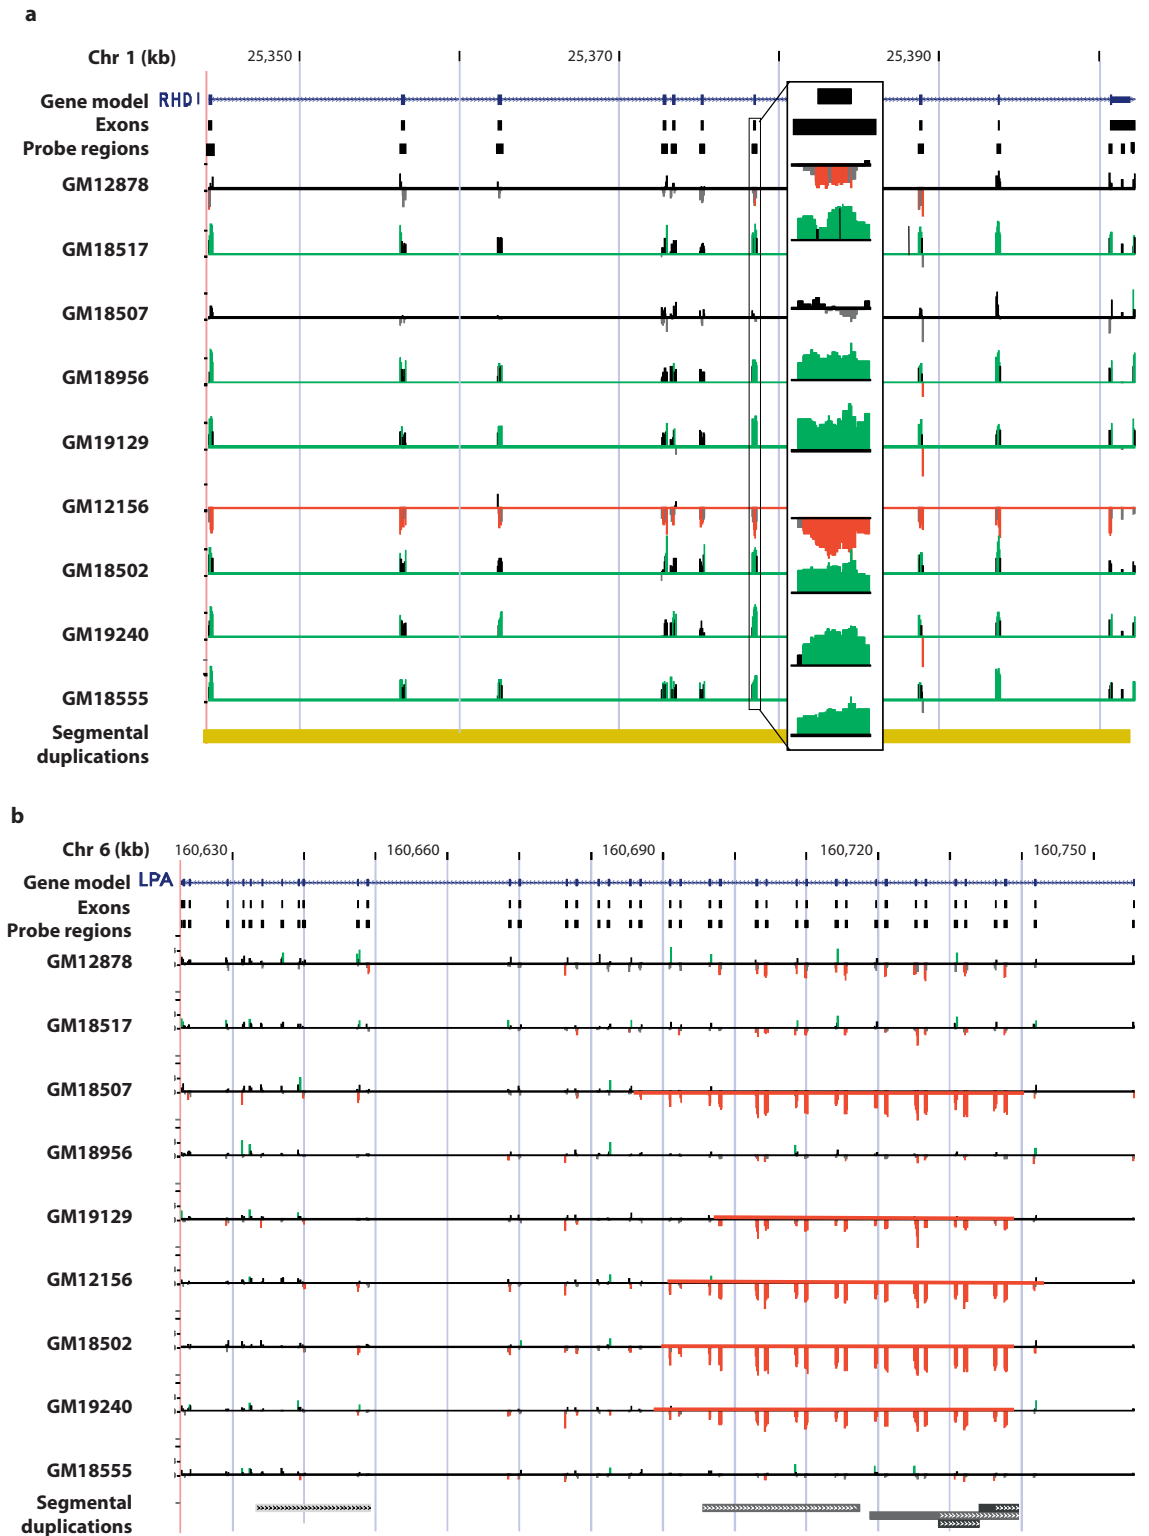 a
Chr 1 (kb) 25,350 25,370 25,390
Gene model RHD
Exons
Probe regions
GM12878
GM18517
GM18507
GM18956
GM19129
GM12156
GM18502
GM19240
GM18555
Segmental
duplications
b
Chr 6 (kb) 160,630 160,660 160,690 160,720 160,750
Gene model LPA
Exons
Probe regions
GM12878
GM18517
GM18507
GM18956
GM19129
GM12156
GM18502
GM19240
GM18555
Segmental
duplications